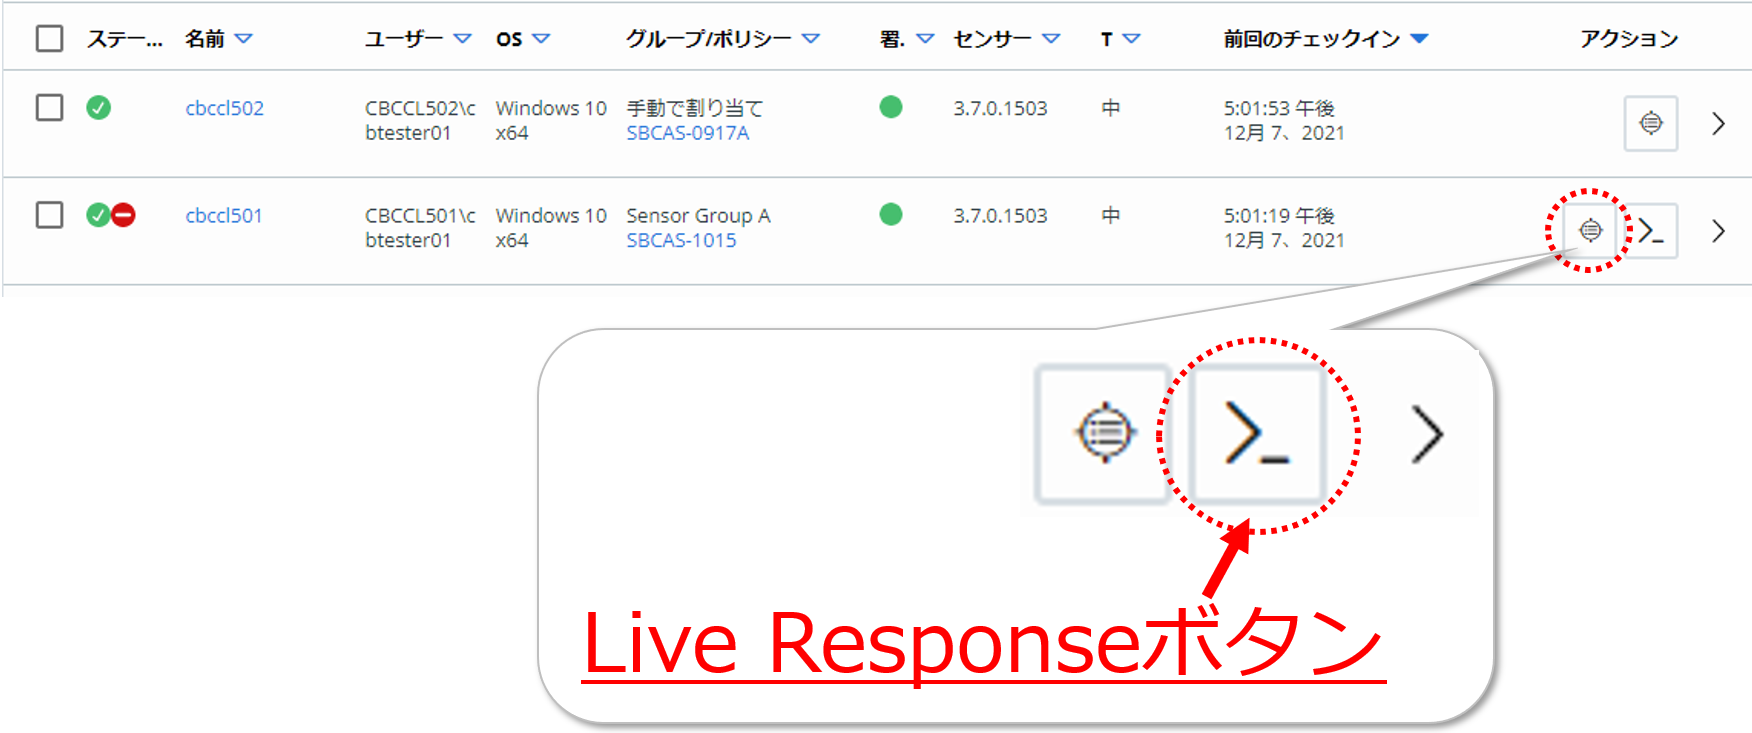 ステー... 名前 ユーザー OS グループ/ポリシー 署. センサー T 前回のチェックイン アクション
cbccl502 CBCCL502\c Windows 10 手動で割り当て 3.7.0.1503 中 5:01:53 午後
btester01 x64 SBCAS-0917A 12月 7、2021
cbccl501 CBCCL501\c Windows 10 Sensor Group A 3.7.0.1503 中 5:01:19 午後
btester01 x64 SBCAS-1015 12月 7、2021
Live Responseボタン